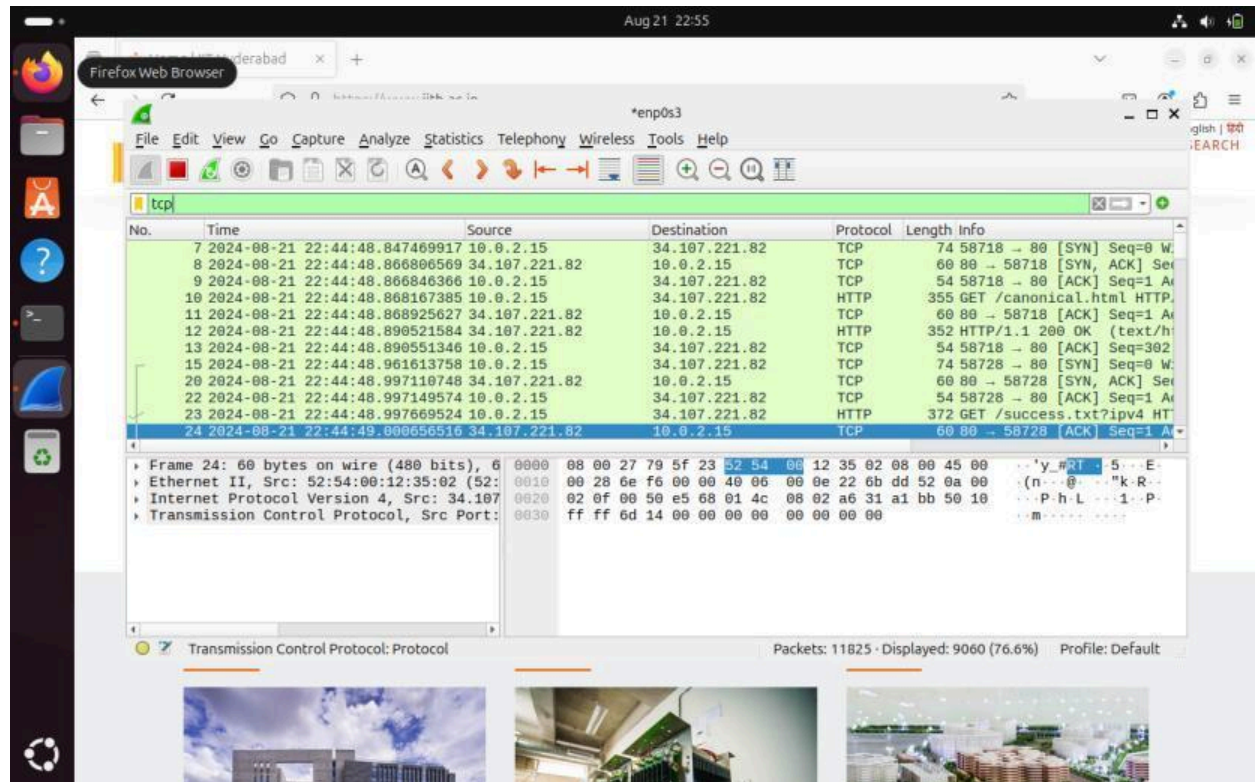 Aug 21 22:55
Firefox Web Browser
Hyderabad
*enp0s3
File Edit View Go Capture Analyze Statistics Telephony Wireless Tools Help
glish | हिंदी
SEARCH
tcp
No. Time Source Destination Protocol Length Info
7 2024-08-21 22:44:48.847469917 10.0.2.15 34.107.221.82 TCP 74 58718 → 80 [SYN] Seq=0 W
8 2024-08-21 22:44:48.866806569 34.107.221.82 10.0.2.15 TCP 60 80 → 58718 [SYN, ACK] Se
9 2024-08-21 22:44:48.866846366 10.0.2.15 34.107.221.82 TCP 54 58718 → 80 [ACK] Seq=1 A
10 2024-08-21 22:44:48.868167385 10.0.2.15 34.107.221.82 HTTP 355 GET /canonical.html HTTP
11 2024-08-21 22:44:48.868925627 34.107.221.82 10.0.2.15 TCP 60 80 → 58718 [ACK] Seq=1 A
12 2024-08-21 22:44:48.890521584 34.107.221.82 10.0.2.15 HTTP 352 HTTP/1.1 200 OK (text/h
13 2024-08-21 22:44:48.890551346 10.0.2.15 34.107.221.82 TCP 54 58718 → 80 [ACK] Seq=302
15 2024-08-21 22:44:48.961613758 10.0.2.15 34.107.221.82 TCP 74 58728 → 80 [SYN] Seq=0 W
20 2024-08-21 22:44:48.997110748 34.107.221.82 10.0.2.15 TCP 60 80 → 58728 [SYN, ACK] Se
22 2024-08-21 22:44:48.997149574 10.0.2.15 34.107.221.82 TCP 54 58728 → 80 [ACK] Seq=1 A
23 2024-08-21 22:44:48.997669524 10.0.2.15 34.107.221.82 HTTP 372 GET /success.txt?ipv4 HT
24 2024-08-21 22:44:49.000656516 34.107.221.82 10.0.2.15 TCP 60 80 → 58728 [ACK] Seq=1 A
Frame 24: 60 bytes on wire (480 bits), 6
Ethernet II, Src: 52:54:00:12:35:02 (52:
Internet Protocol Version 4, Src: 34.107
Transmission Control Protocol, Src Port:
0000 08 00 27 79 5f 23 52 54 00 12 35 02 08 00 45 00 ··'y_#RT ··5···E·
0010 00 28 6e f6 00 00 40 06 00 0e 22 6b dd 52 0a 00 ·(n···@· ··"k·R··
0020 02 0f 00 50 e5 68 01 4c 08 02 a6 31 a1 bb 50 10 ···P·h·L ···1··P·
0030 ff ff 6d 14 00 00 00 00 00 00 00 00 ··m····· ····
Transmission Control Protocol: Protocol Packets: 11825 · Displayed: 9060 (76.6%) Profile: Default